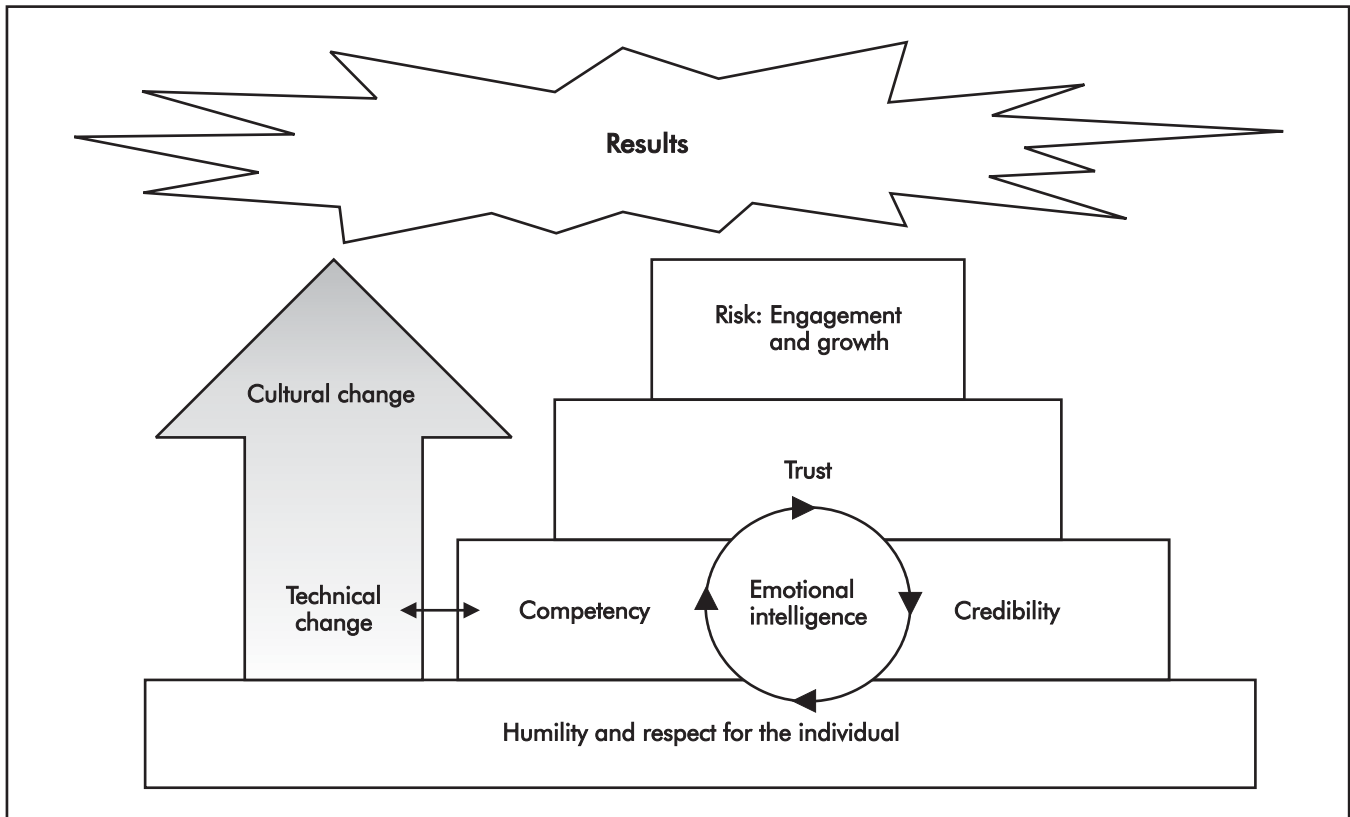 Results
Risk: Engagement
and growth
Cultural change
Trust
Technical
change
Competency
Emotional
intelligence
Credibility
Humility and respect for the individual